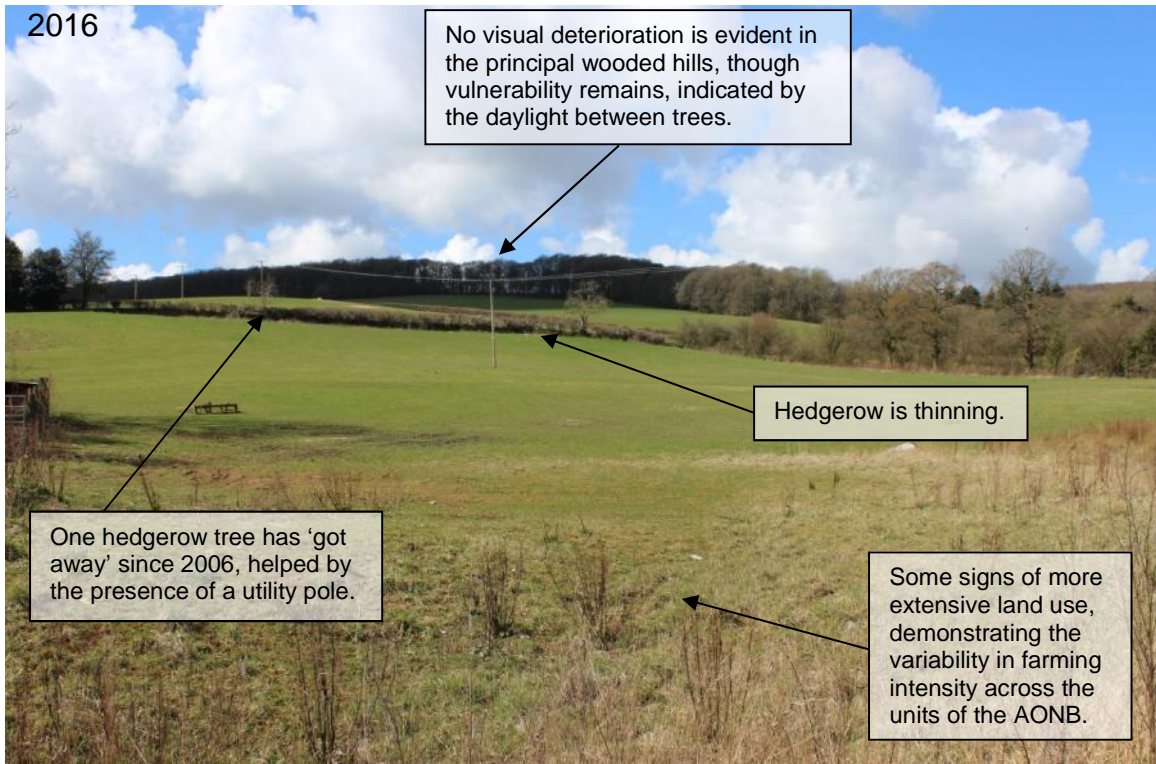 2016
No visual deterioration is evident in
the principal wooded hills, though
vulnerability remains, indicated by
the daylight between trees.
Hedgerow is thinning.
One hedgerow tree has ‘got
away’ since 2006, helped by
the presence of a utility pole.
Some signs of more
extensive land use,
demonstrating the
variability in farming
intensity across the
units of the AONB.